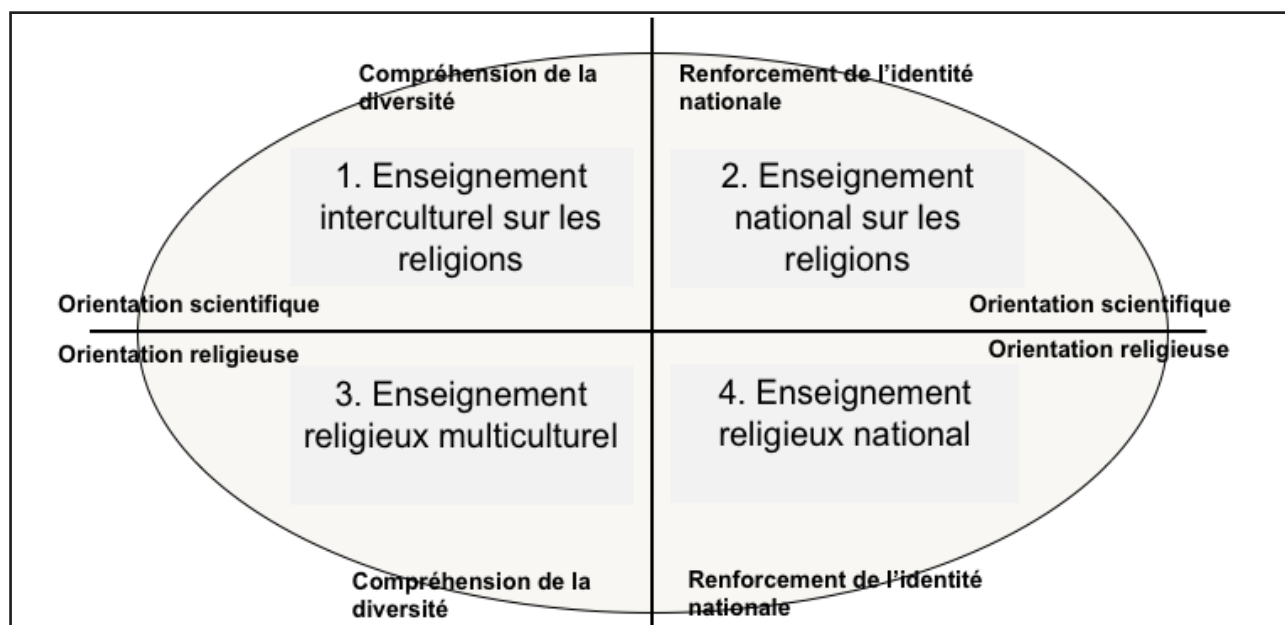 Compréhension de la
diversité
Renforcement de l’identité
nationale
1. Enseignement
interculturel sur les
religions
2. Enseignement
national sur les
religions
Orientation scientifique
Orientation scientifique
Orientation religieuse
Orientation religieuse
3. Enseignement
religieux multiculturel
4. Enseignement
religieux national
Compréhension de la
diversité
Renforcement de l’identité
nationale